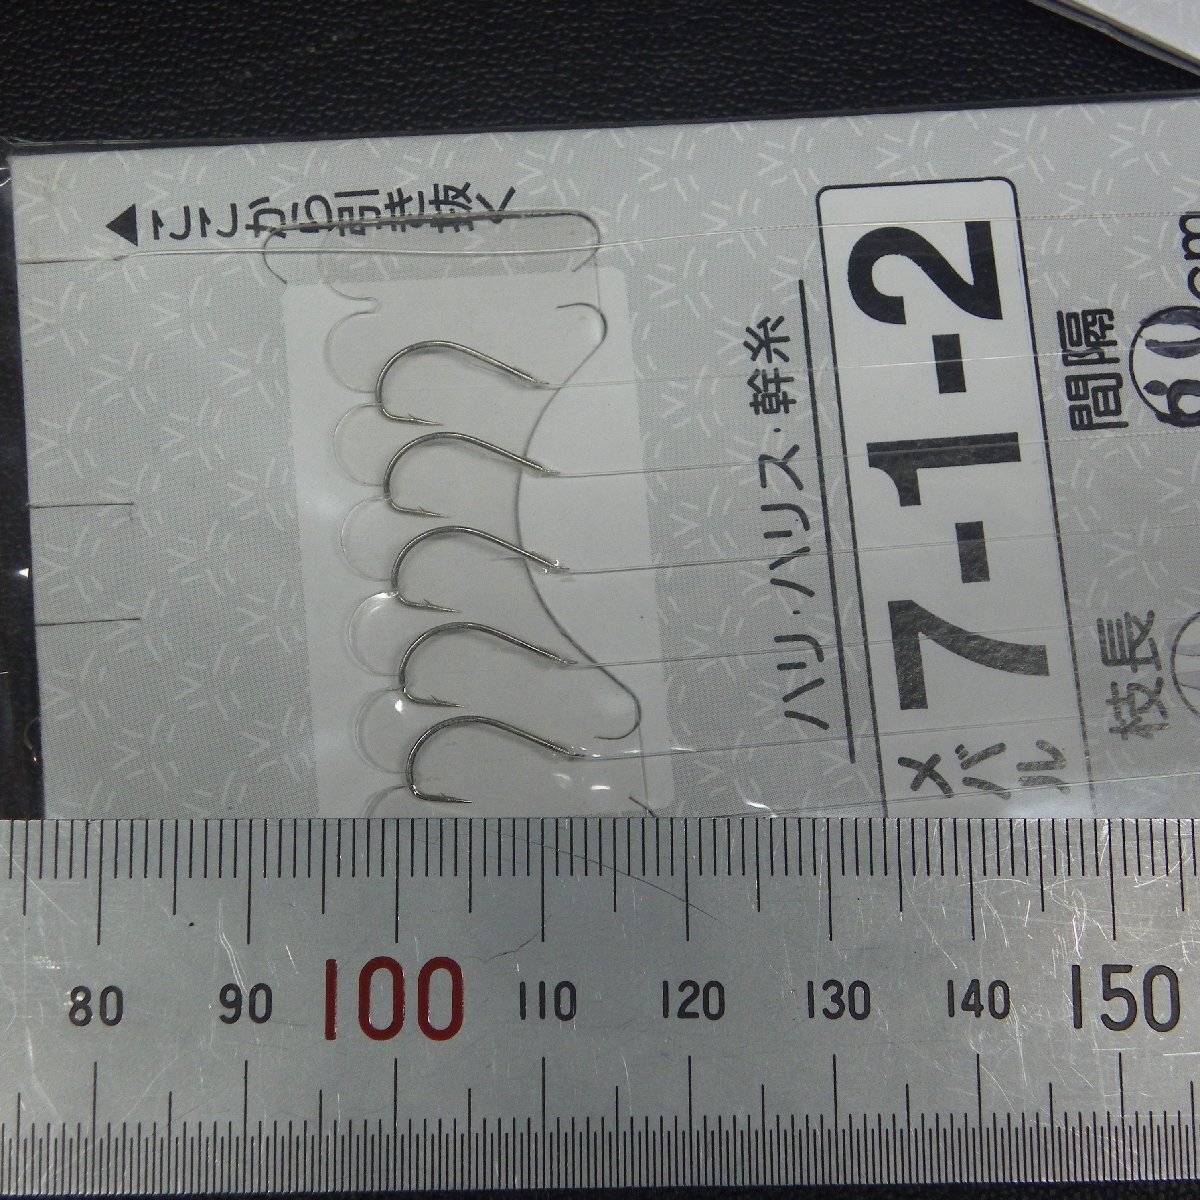 ここから引き抜く
ハリ・ハリス・幹糸
メバル
7-1-2
間隔
cm
枝長
80 90 100 110 120 130 140 150